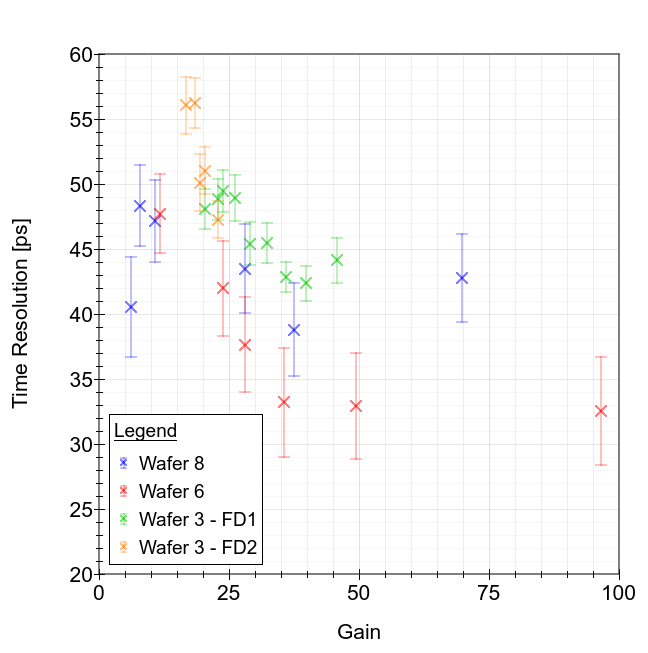 60
55
50
45
40
35
30
25
20
Time Resolution [ps]
Legend
Wafer 8
Wafer 6
Wafer 3 - FD1
Wafer 3 - FD2
0 25 50 75 100
Gain